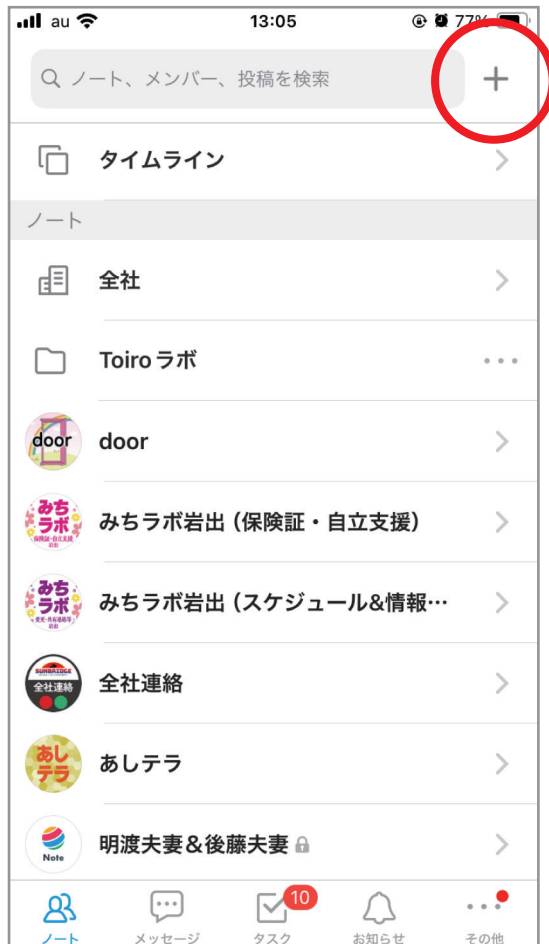 au 13:05 77%
ノート、メンバー、投稿を検索
タイムライン
ノート
全社
Toiroラボ
door
door
みちラボ
みちラボ岩出（保険証・自立支援）
みちラボ
みちラボ岩出（スケジュール&情報…
SUNBRIDGE
全社連絡
全社連絡
あしテラ
あしテラ
Note
明渡夫妻＆後藤夫妻
10
ノート メッセージ タスク お知らせ その他